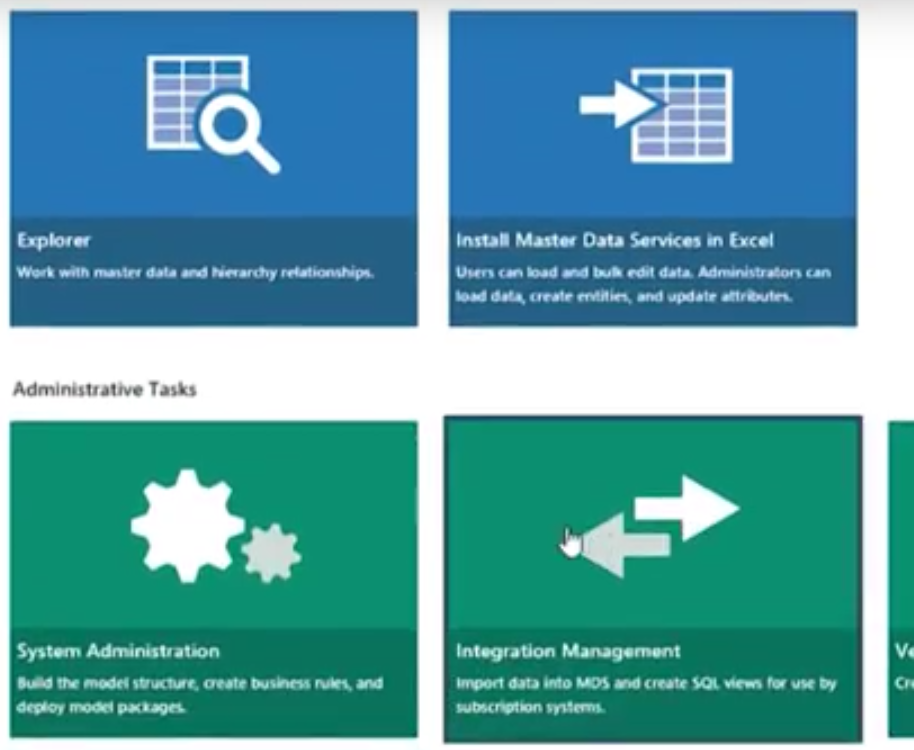 Explorer
Work with master data and hierarchy relationships.
Install Master Data Services in Excel
Users can load and bulk edit data. Administrators can
load data, create entities, and update attributes.
Administrative Tasks
System Administration
Build the model structure, create business rules, and
deploy model packages.
Integration Management
Import data into MDS and create SQL views for use by
subscription systems.
Ve
Cre